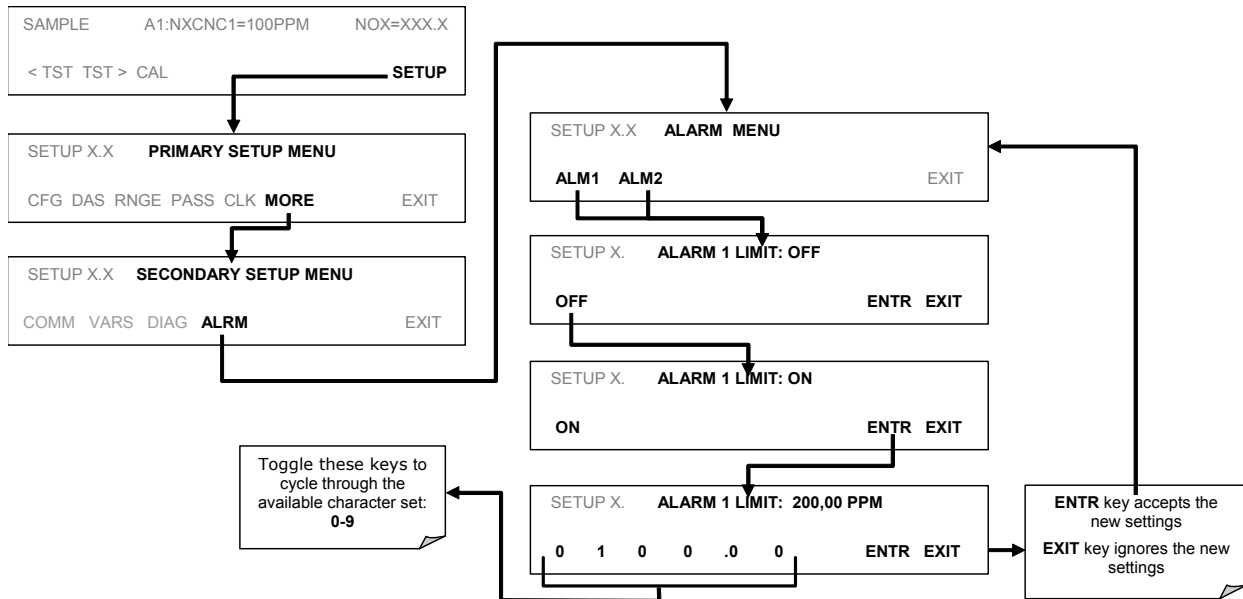 SAMPLE A1:NXCNC1=100PPM NOX=XXX.X
< TST TST > CAL SETUP
SETUP X.X PRIMARY SETUP MENU
CFG DAS RNGE PASS CLK MORE EXIT
SETUP X.X SECONDARY SETUP MENU
COMM VARS DIAG ALRM EXIT
SETUP X.X ALARM MENU
ALM1 ALM2 EXIT
SETUP X. ALARM 1 LIMIT: OFF
OFF ENTR EXIT
SETUP X. ALARM 1 LIMIT: ON
ON ENTR EXIT
SETUP X. ALARM 1 LIMIT: 200,00 PPM
0 1 0 0 .0 0 ENTR EXIT
Toggle these keys to
cycle through the
available character set:
0-9
ENTR key accepts the
new settings
EXIT key ignores the new
settings